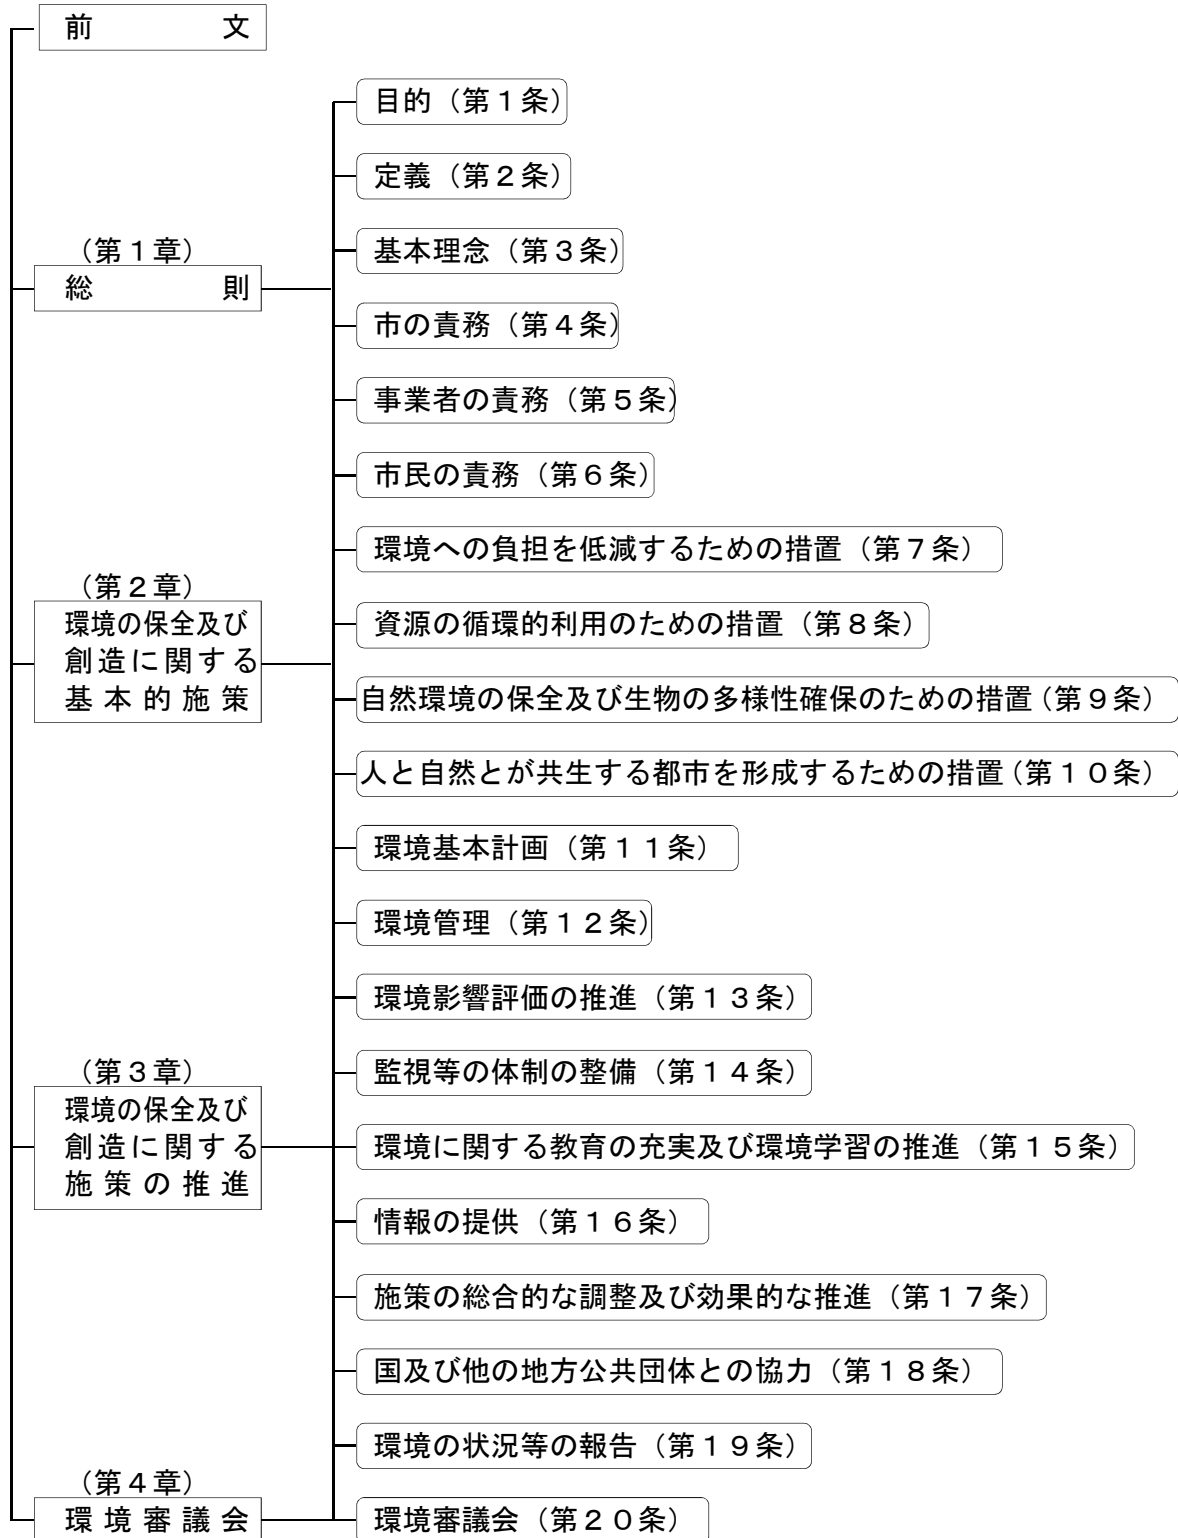 前文
目的（第１条）
定義（第２条）
（第１章）
基本理念（第３条）
総則
市の責務（第４条）
事業者の責務（第５条）
市民の責務（第６条）
環境への負担を低減するための措置（第７条）
（第２章）
環境の保全及び
創造に関する
基本的施策
資源の循環的利用のための措置（第８条）
自然環境の保全及び生物の多様性確保のための措置（第９条）
人と自然とが共生する都市を形成するための措置（第１０条）
環境基本計画（第１１条）
環境管理（第１２条）
環境影響評価の推進（第１３条）
（第３章）
環境の保全及び
創造に関する
施策の推進
監視等の体制の整備（第１４条）
環境に関する教育の充実及び環境学習の推進（第１５条）
情報の提供（第１６条）
施策の総合的な調整及び効果的な推進（第１７条）
国及び他の地方公共団体との協力（第１８条）
環境の状況等の報告（第１９条）
（第４章）
環境審議会
環境審議会（第２０条）